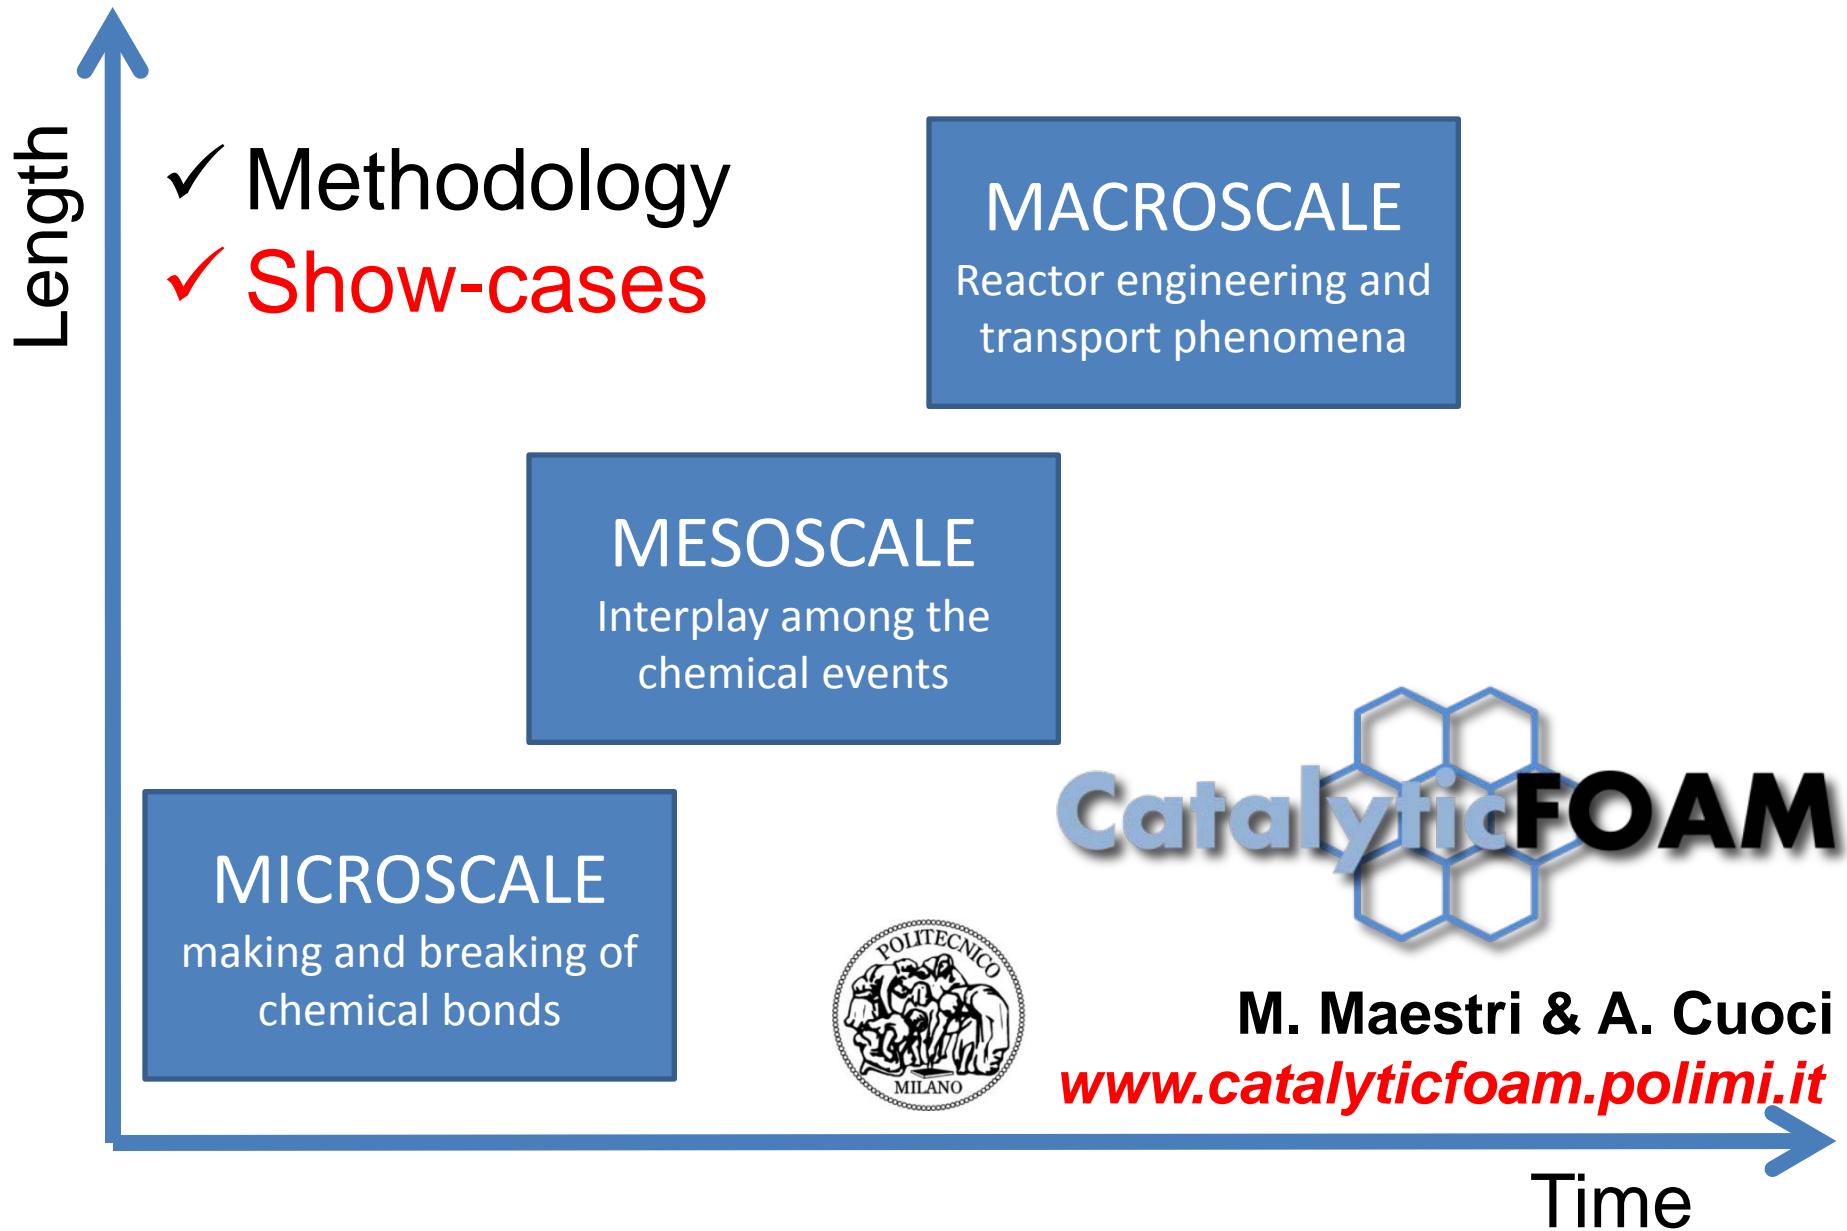 Length
✓ Methodology
✓ Show-cases
MACROSCALE
Reactor engineering and
transport phenomena
MESOSCALE
Interplay among the
chemical events
MICROSCALE
making and breaking of
chemical bonds
CatalyticFOAM
POLITECNICO
MILANO
M. Maestri & A. Cuoci
www.catalyticfoam.polimi.it
Time